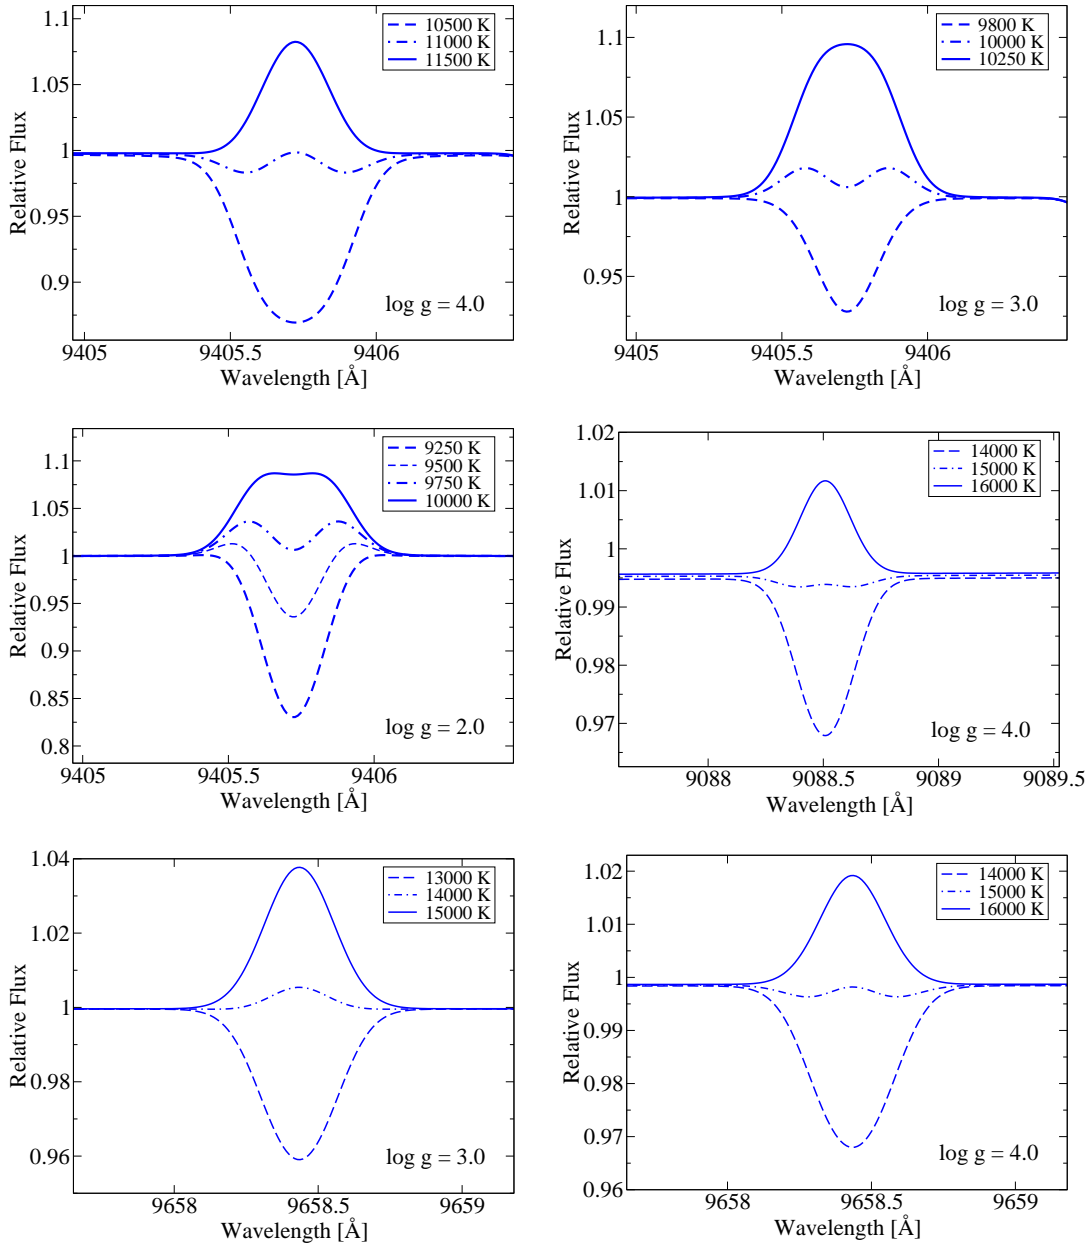 10500 K
11000 K
11500 K
1.1
1.05
1
0.95
0.9
Relative Flux
log g = 4.0
9405
9405.5
9406
Wavelength [Å]
9800 K
10000 K
10250 K
1.1
1.05
1
0.95
Relative Flux
log g = 3.0
9405
9405.5
9406
Wavelength [Å]
9250 K
9500 K
9750 K
10000 K
1.1
1.05
1
0.95
0.9
0.85
0.8
Relative Flux
log g = 2.0
9405
9405.5
9406
Wavelength [Å]
14000 K
15000 K
16000 K
1.02
1.01
1
0.99
0.98
0.97
Relative Flux
log g = 4.0
9088
9088.5
9089
9089.5
Wavelength [Å]
13000 K
14000 K
15000 K
1.04
1.02
1
0.98
0.96
Relative Flux
log g = 3.0
9658
9658.5
9659
Wavelength [Å]
14000 K
15000 K
16000 K
1.02
1.01
1
0.99
0.98
0.97
0.96
Relative Flux
log g = 4.0
9658
9658.5
9659
Wavelength [Å]